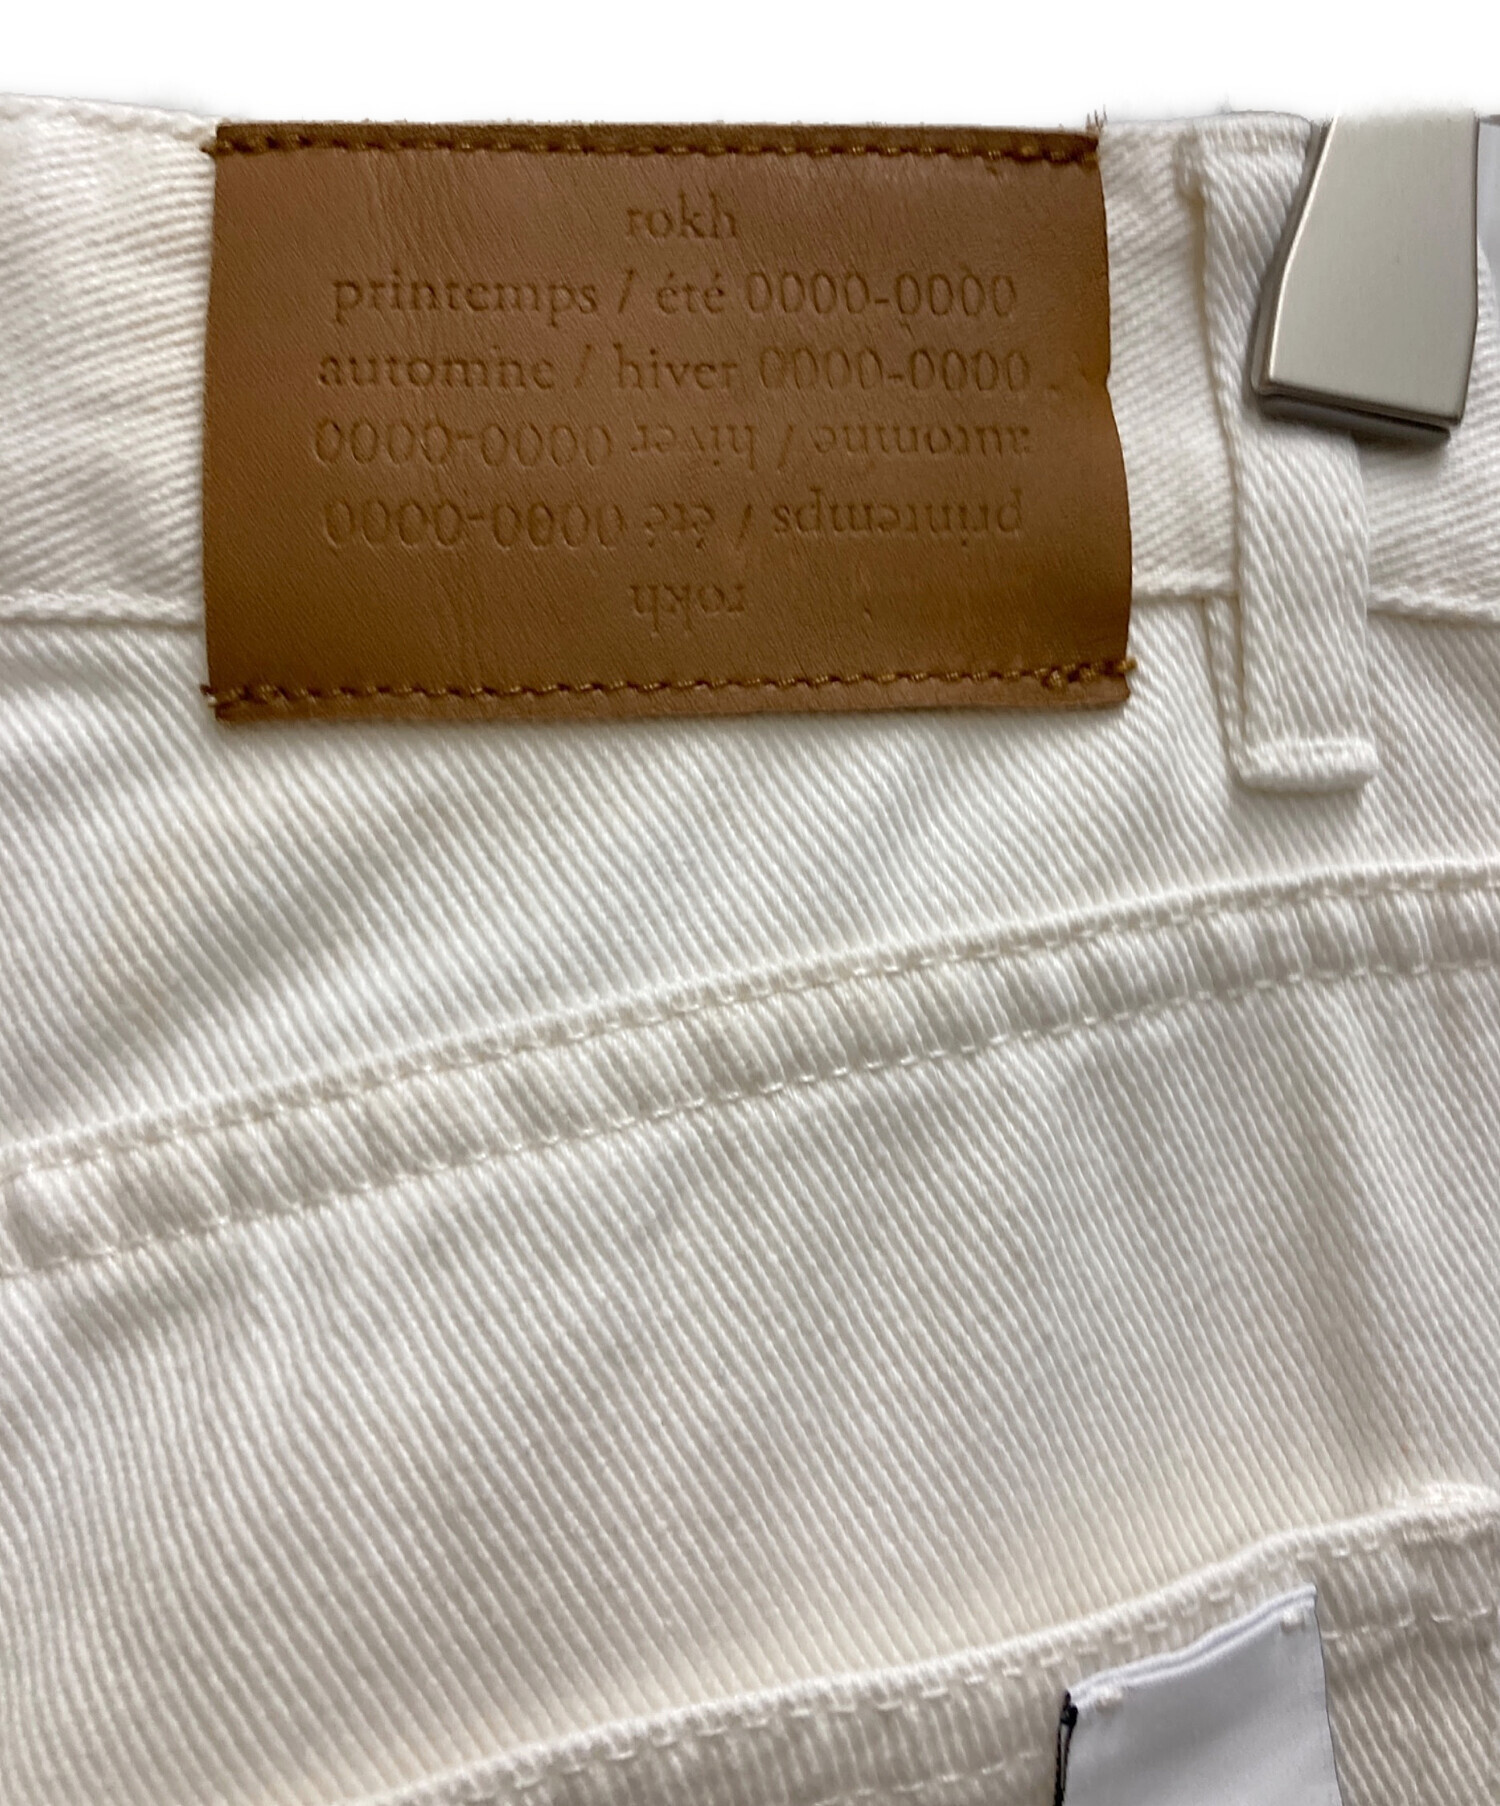 rokh
printemps / été 0000-0000
automne / hiver 0000-0000
automne / hiver 0000-0000
printemps / été 0000-0000
rokh